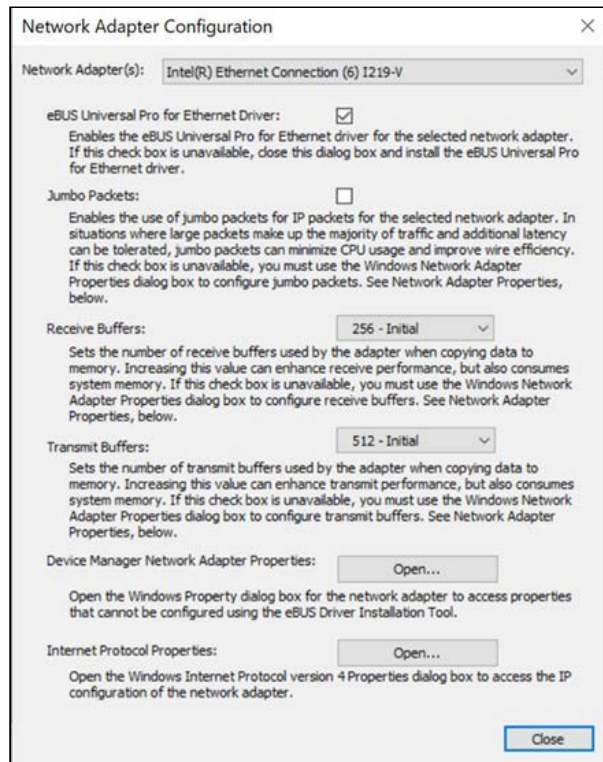 Network Adapter Configuration
Network Adapter(s): Intel(R) Ethernet Connection (6) I219-V
eBUS Universal Pro for Ethernet Driver:
Enables the eBUS Universal Pro for Ethernet driver for the selected network adapter.
If this check box is unavailable, close this dialog box and install the eBUS Universal Pro
for Ethernet driver.
Jumbo Packets:
Enables the use of jumbo packets for IP packets for the selected network adapter. In
situations where large packets make up the majority of traffic and additional latency
can be tolerated, jumbo packets can minimize CPU usage and improve wire efficiency.
If this check box is unavailable, you must use the Windows Network Adapter
Properties dialog box to configure jumbo packets. See Network Adapter Properties,
below.
Receive Buffers: 256 - Initial
Sets the number of receive buffers used by the adapter when copying data to
memory. Increasing this value can enhance receive performance, but also consumes
system memory. If this check box is unavailable, you must use the Windows Network
Adapter Properties dialog box to configure receive buffers. See Network Adapter
Properties, below.
Transmit Buffers: 512 - Initial
Sets the number of transmit buffers used by the adapter when copying data to
memory. Increasing this value can enhance transmit performance, but also consumes
system memory. If this check box is unavailable, you must use the Windows Network
Adapter Properties dialog box to configure transmit buffers. See Network Adapter
Properties, below.
Device Manager Network Adapter Properties: Open...
Open the Windows Property dialog box for the network adapter to access properties
that cannot be configured using the eBUS Driver Installation Tool.
Internet Protocol Properties: Open...
Open the Windows Internet Protocol version 4 Properties dialog box to access the IP
configuration of the network adapter.
Close